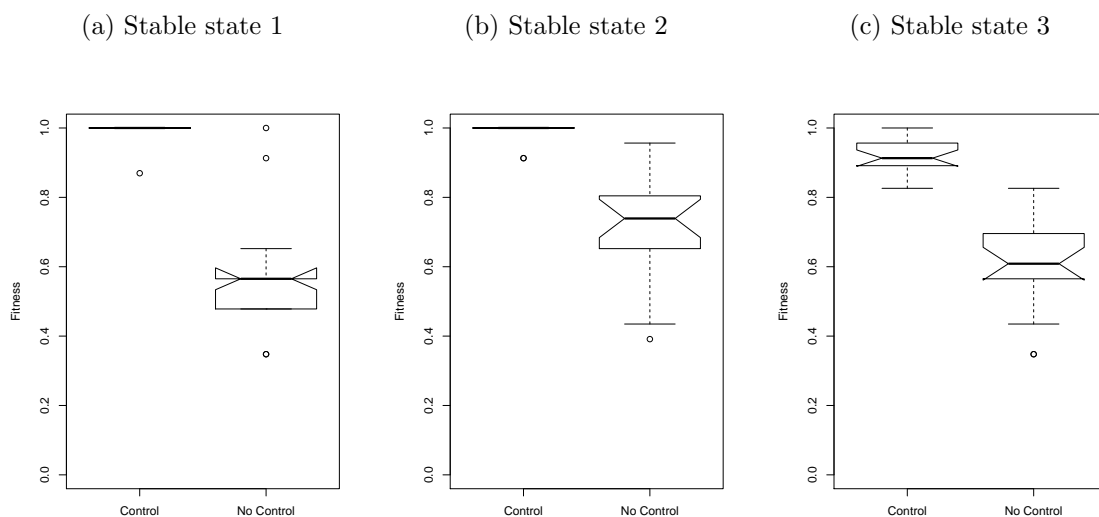 (a) Stable state 1
(b) Stable state 2
(c) Stable state 3
Fitness
1.0
0.8
0.6
0.4
0.2
0.0
Control
No Control
Fitness
1.0
0.8
0.6
0.4
0.2
0.0
Control
No Control
Fitness
1.0
0.8
0.6
0.4
0.2
0.0
Control
No Control